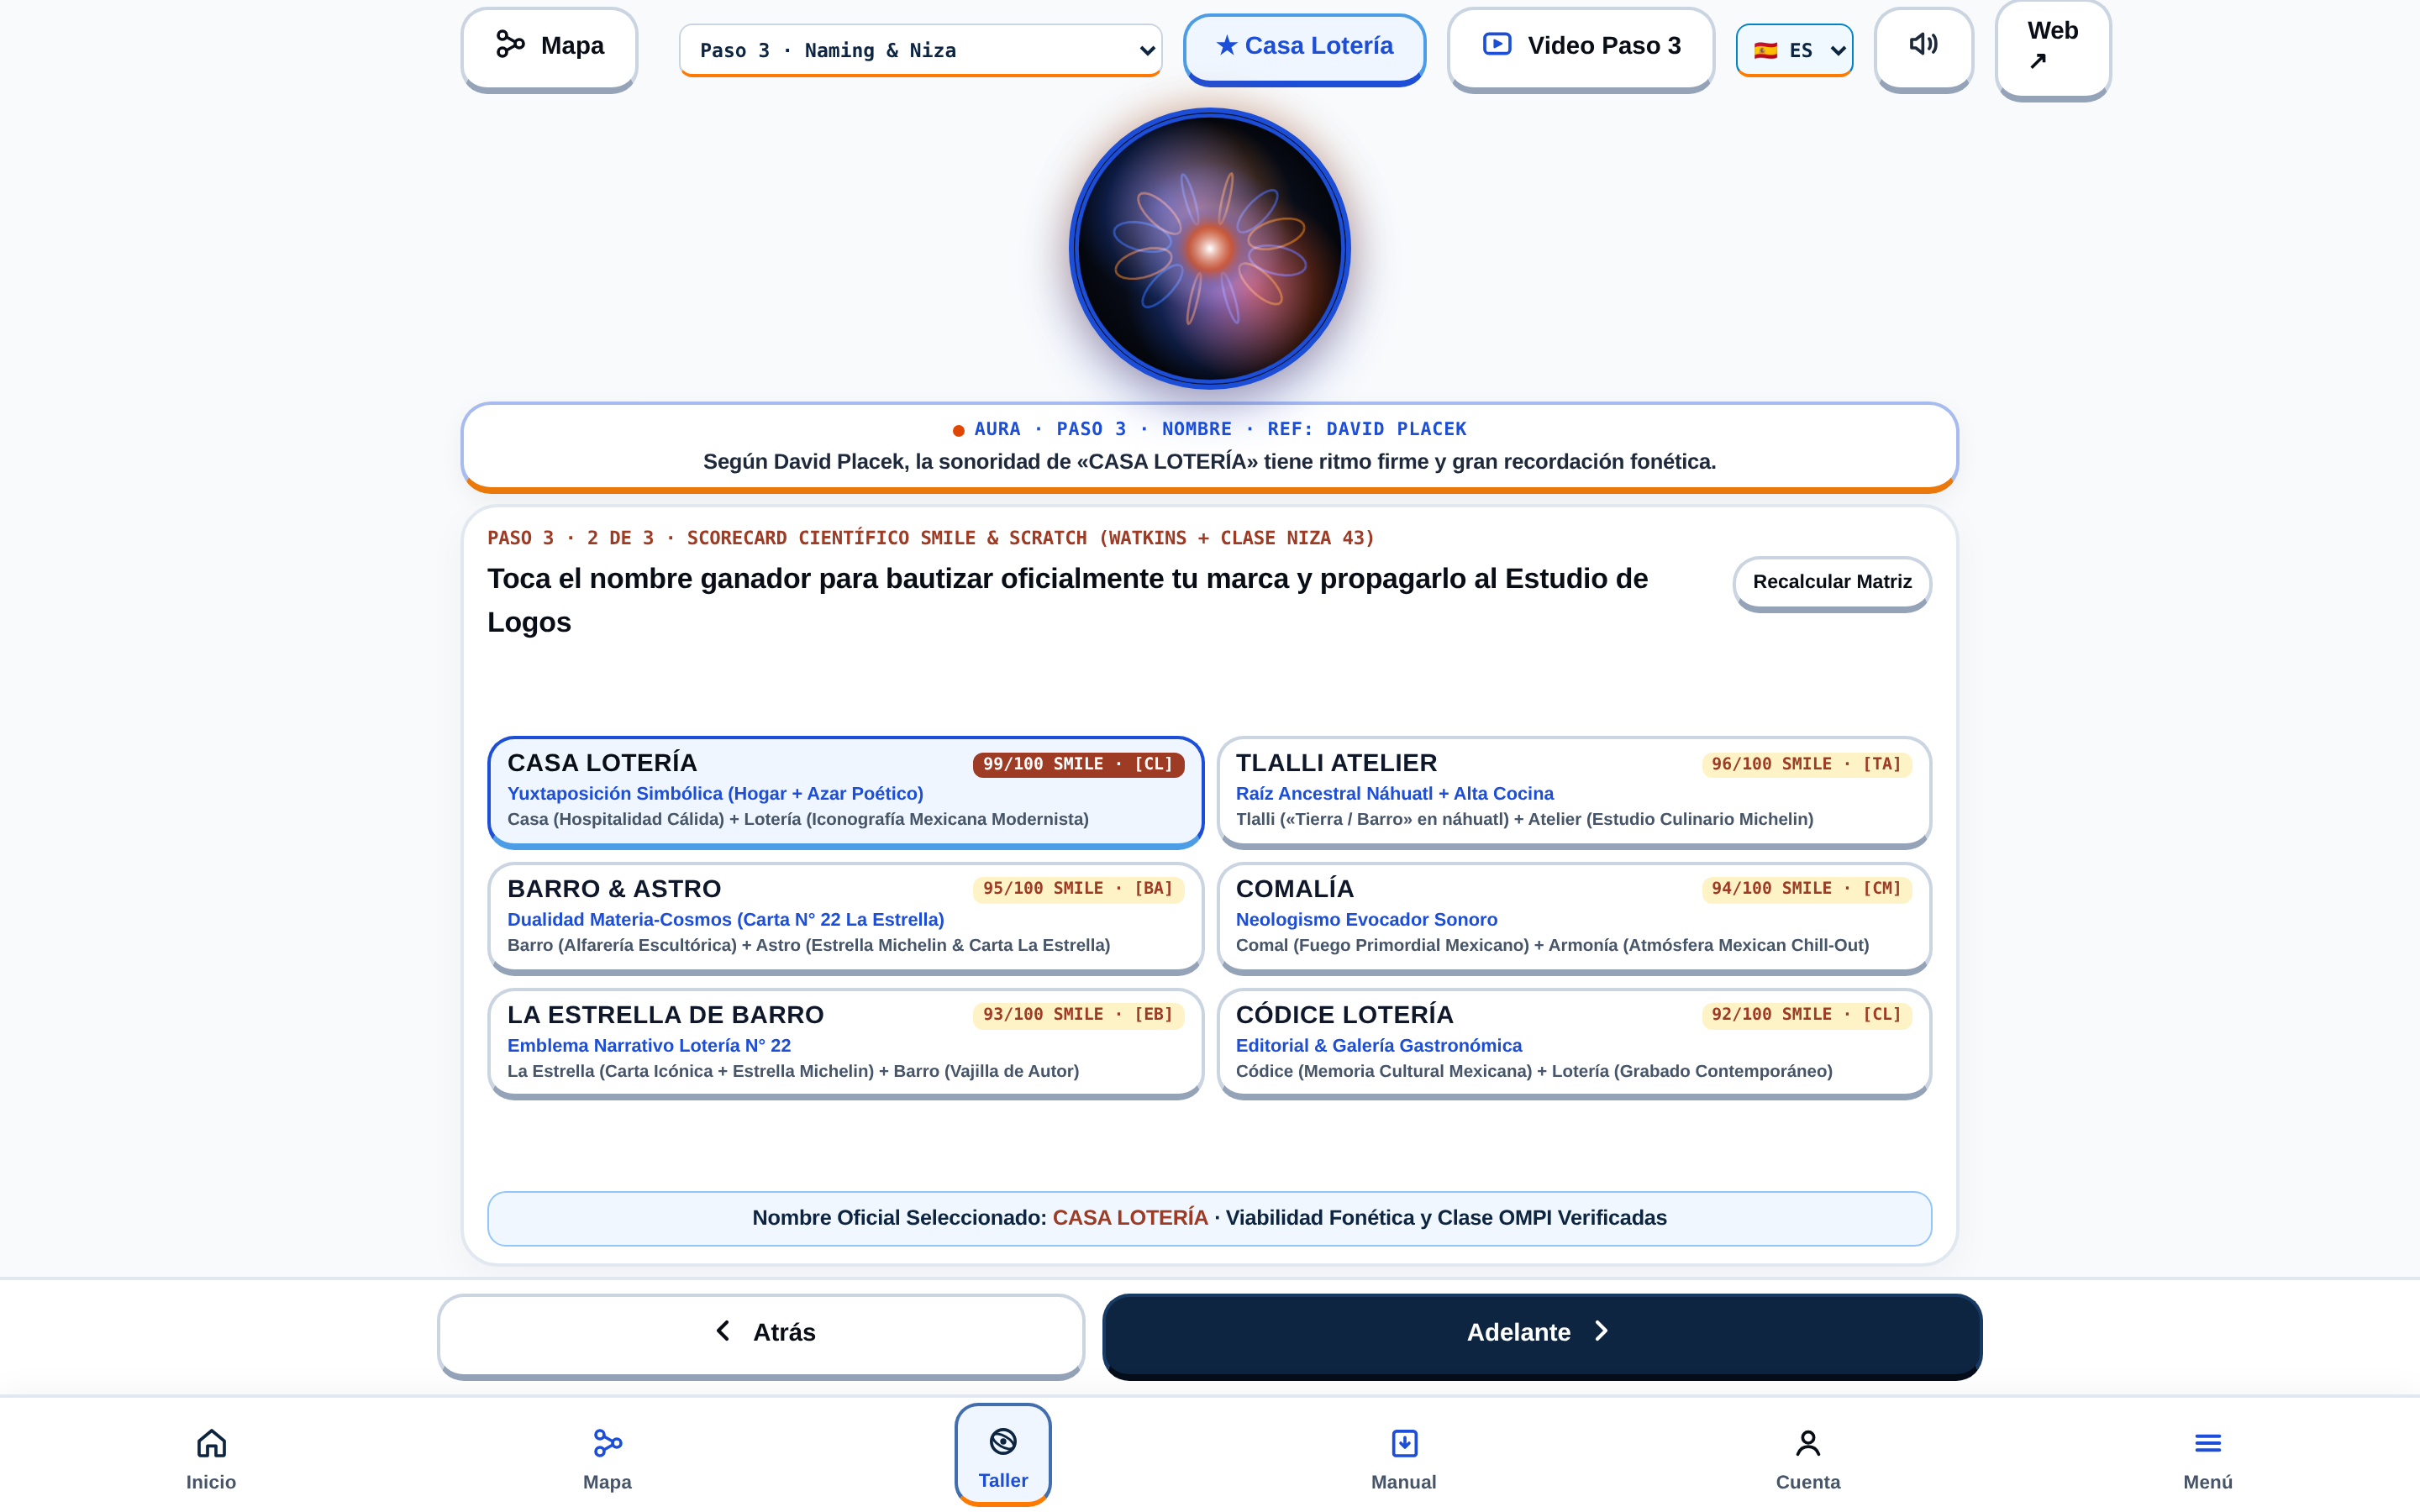 Mapa
Paso 3 · Naming & Niza
★ Casa Lotería
Video Paso 3
🇪🇸 ES
Web
↗
AURA · PASO 3 · NOMBRE · REF: DAVID PLACEK
Según David Placek, la sonoridad de «CASA LOTERÍA» tiene ritmo firme y gran recordación fonética.
PASO 3 · 2 DE 3 · SCORECARD CIENTÍFICO SMILE & SCRATCH (WATKINS + CLASE NIZA 43)
Toca el nombre ganador para bautizar oficialmente tu marca y propagarlo al Estudio de
Logos
Recalcular Matriz
CASA LOTERÍA
99/100 SMILE · [CL]
Yuxtaposición Simbólica (Hogar + Azar Poético)
Casa (Hospitalidad Cálida) + Lotería (Iconografía Mexicana Modernista)
TLALLI ATELIER
96/100 SMILE · [TA]
Raíz Ancestral Náhuatl + Alta Cocina
Tlalli («Tierra / Barro» en náhuatl) + Atelier (Estudio Culinario Michelin)
BARRO & ASTRO
95/100 SMILE · [BA]
Dualidad Materia-Cosmos (Carta N° 22 La Estrella)
Barro (Alfarería Escultórica) + Astro (Estrella Michelin & Carta La Estrella)
COMALÍA
94/100 SMILE · [CM]
Neologismo Evocador Sonoro
Comal (Fuego Primordial Mexicano) + Armonía (Atmósfera Mexican Chill-Out)
LA ESTRELLA DE BARRO
93/100 SMILE · [EB]
Emblema Narrativo Lotería N° 22
La Estrella (Carta Icónica + Estrella Michelin) + Barro (Vajilla de Autor)
CÓDICE LOTERÍA
92/100 SMILE · [CL]
Editorial & Galería Gastronómica
Códice (Memoria Cultural Mexicana) + Lotería (Grabado Contemporáneo)
Nombre Oficial Seleccionado: CASA LOTERÍA · Viabilidad Fonética y Clase OMPI Verificadas
Atrás
Adelante
Inicio
Mapa
Taller
Manual
Cuenta
Menú